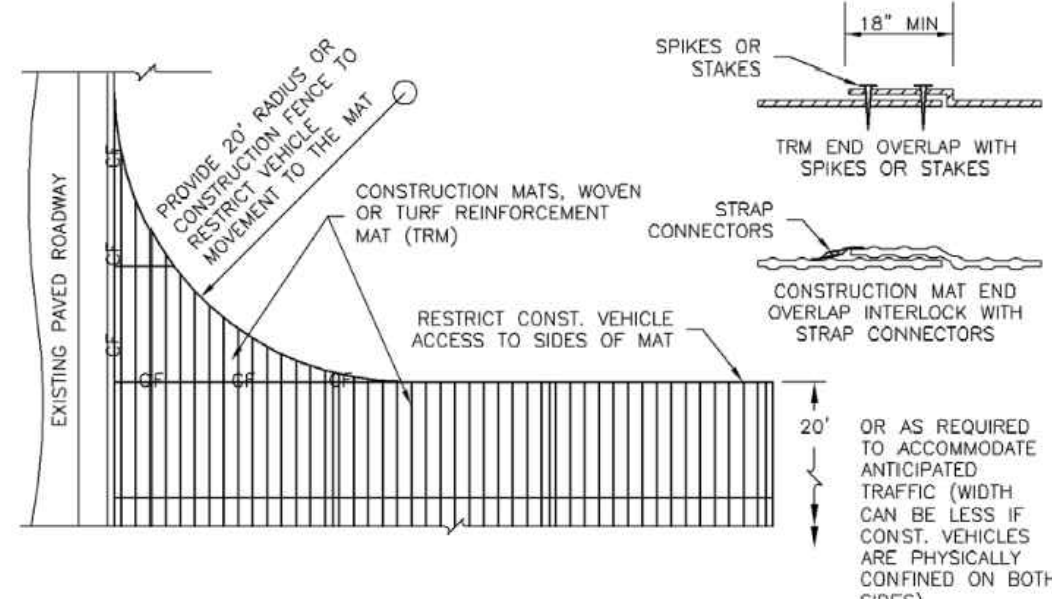 EXISTING PAVED ROADWAY
CF
CF
CF
PROVIDE 20' RADIUS OR
CONSTRUCTION FENCE TO
RESTRICT VEHICLE
MOVEMENT TO THE MAT
CONSTRUCTION MATS, WOVEN
OR TURF REINFORCEMENT
MAT (TRM)
RESTRICT CONST. VEHICLE
ACCESS TO SIDES OF MAT
CF
CF
CF
18" MIN
SPIKES OR
STAKES
TRM END OVERLAP WITH
SPIKES OR STAKES
STRAP
CONNECTORS
CONSTRUCTION MAT END
OVERLAP INTERLOCK WITH
STRAP CONNECTORS
20'
OR AS REQUIRED
TO ACCOMMODATE
ANTICIPATED
TRAFFIC (WIDTH
CAN BE LESS IF
CONST. VEHICLES
ARE PHYSICALLY
CONFINED ON BOTH
SIDES)